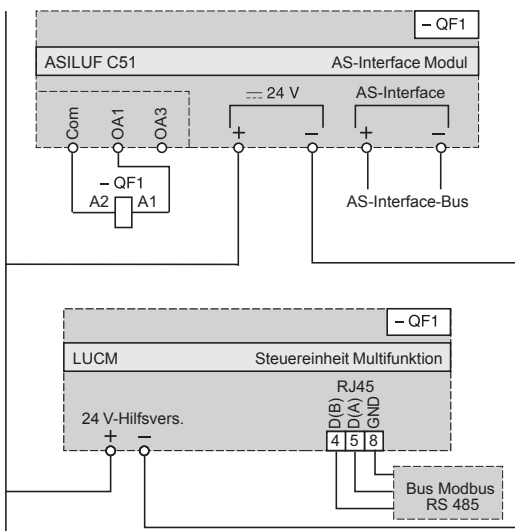 – QF1
ASILUF C51 AS-Interface Modul
⎓ 24 V AS-Interface
Com OA1 OA3
+ – + –
– QF1
A2 A1
AS-Interface-Bus
– QF1
LUCM Steuereinheit Multifunktion
RJ45
D(B) D(A) GND
24 V-Hilfsvers.
+ – 4 5 8
Bus Modbus
RS 485